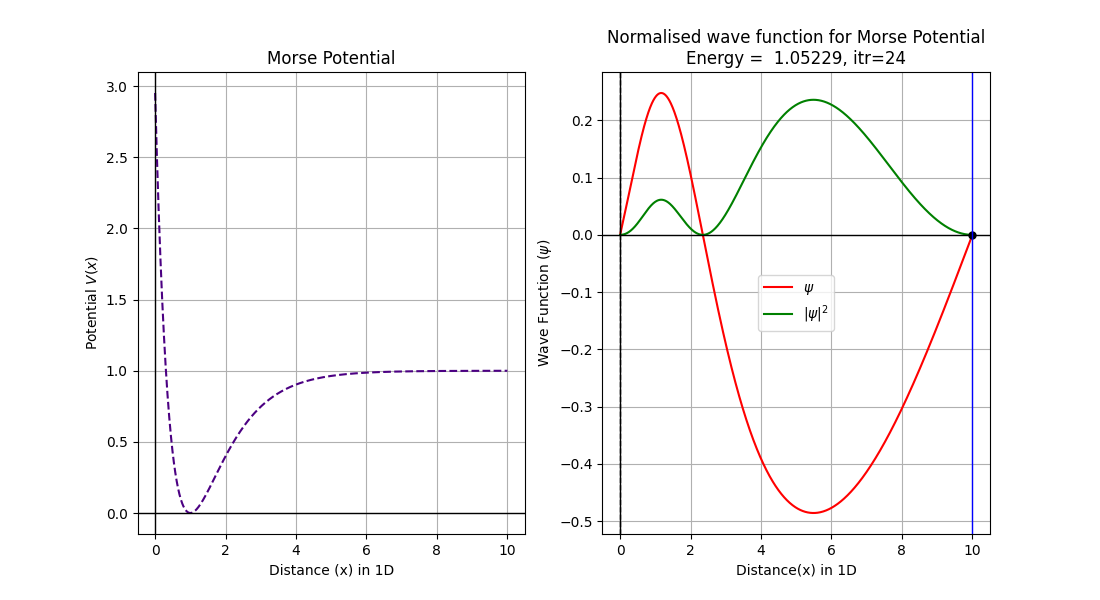 Morse Potential
Potential V(x)
3.0
2.5
2.0
1.5
1.0
0.5
0.0
0 2 4 6 8 10
Distance (x) in 1D
Normalised wave function for Morse Potential
Energy =  1.05229, itr=24
Wave Function (ψ)
0.2
0.1
0.0
−0.1
−0.2
−0.3
−0.4
−0.5
ψ
|ψ|²
0 2 4 6 8 10
Distance(x) in 1D